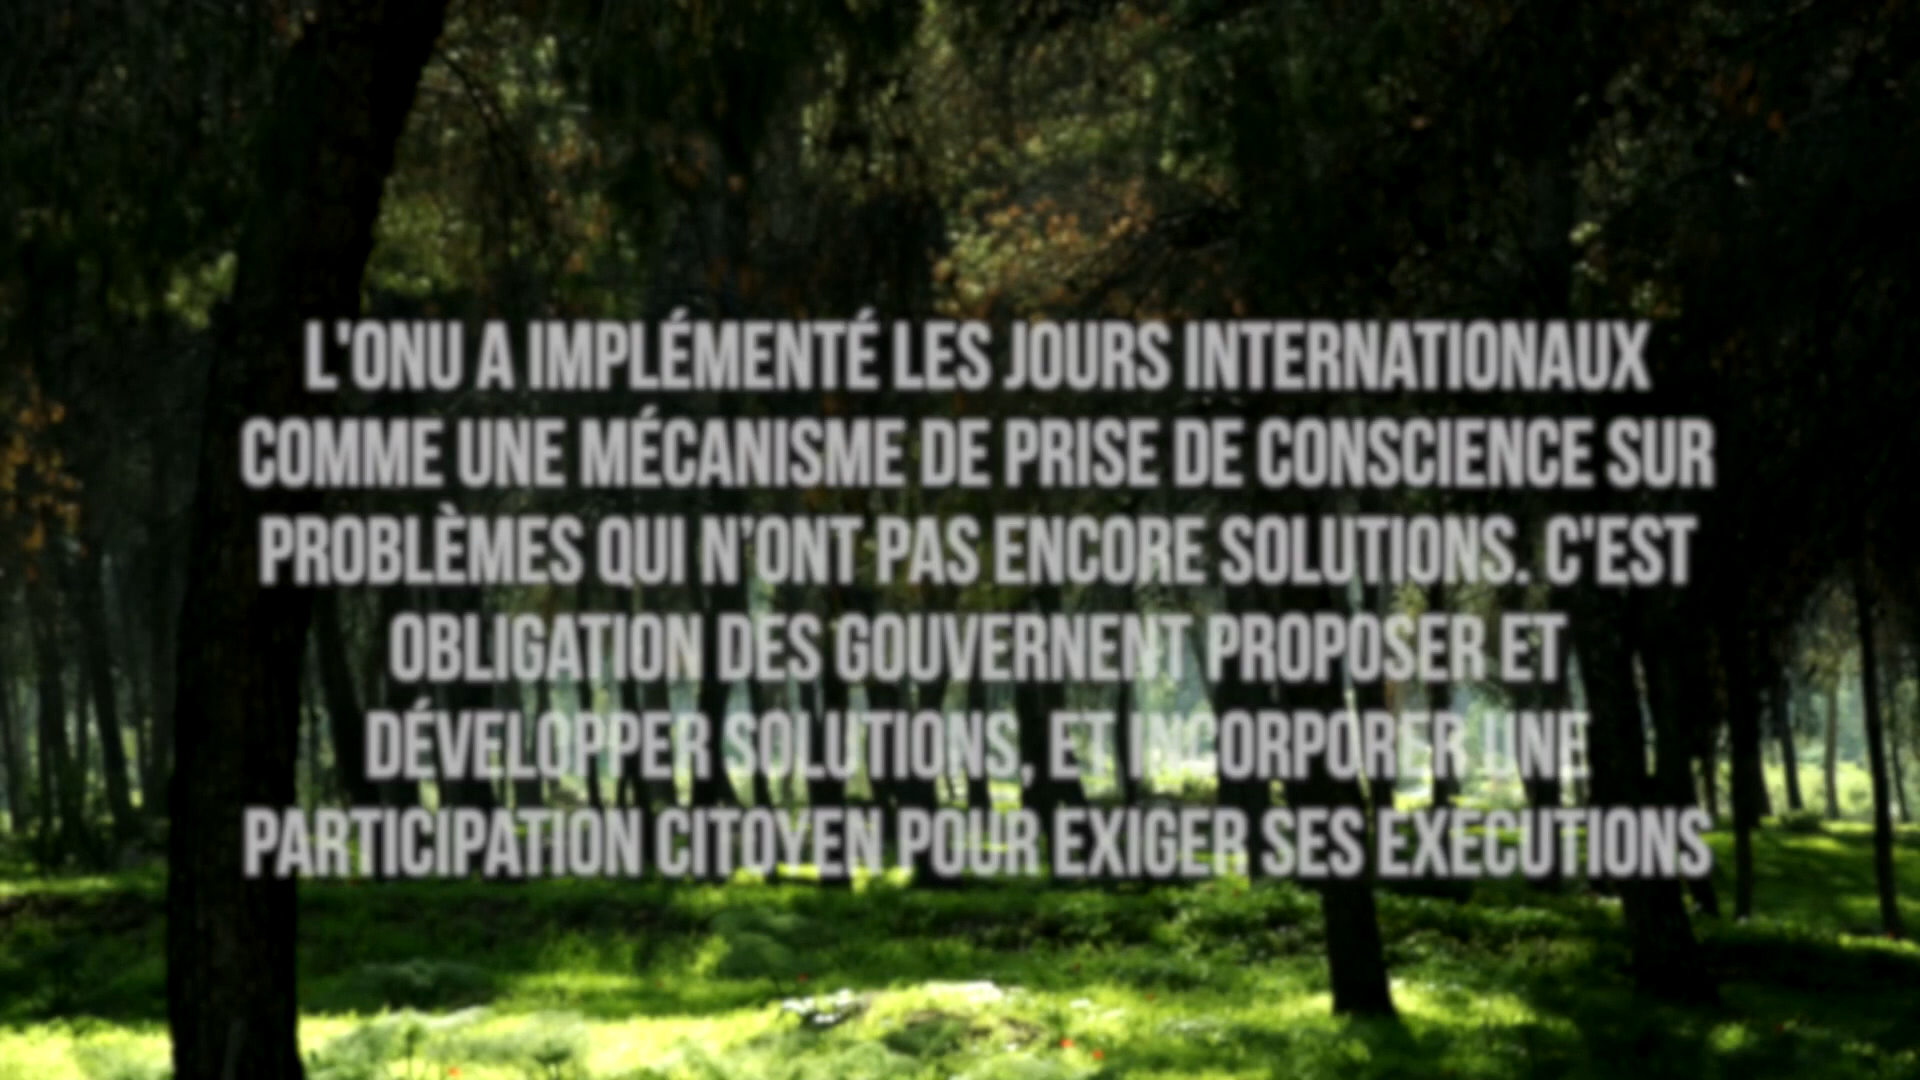 L'ONU A IMPLÉMENTÉ LES JOURS INTERNATIONAUX
COMME UNE MÉCANISME DE PRISE DE CONSCIENCE SUR
PROBLÈMES QUI N'ONT PAS ENCORE SOLUTIONS. C'EST
OBLIGATION DES GOUVERNENT PROPOSER ET
DÉVELOPPER SOLUTIONS, ET INCORPORER UNE
PARTICIPATION CITOYEN POUR EXIGER SES EXECUTIONS